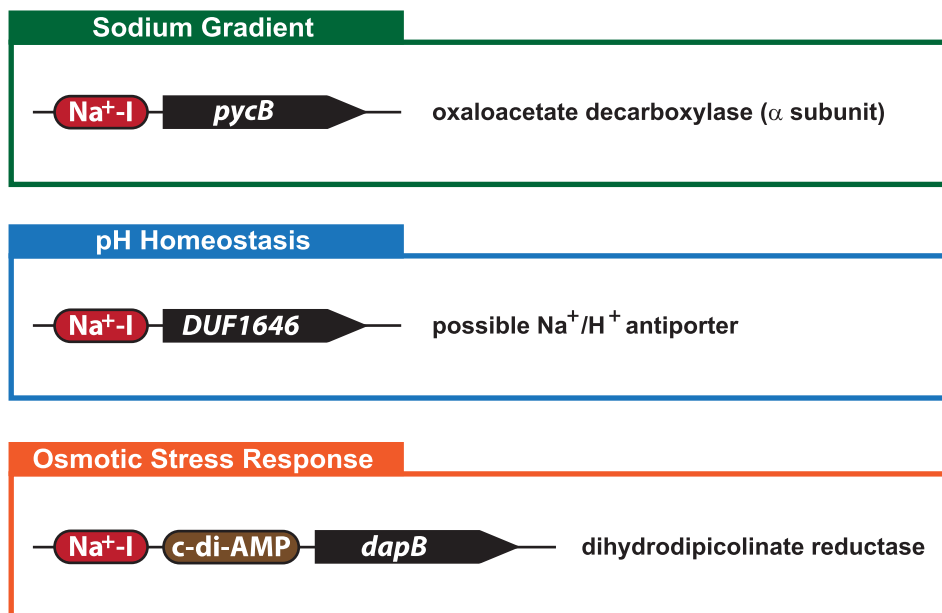 Sodium Gradient
Na⁺-I pycB oxaloacetate decarboxylase (α subunit)
pH Homeostasis
Na⁺-I DUF1646 possible Na⁺/H⁺ antiporter
Osmotic Stress Response
Na⁺-I c-di-AMP dapB dihydrodipicolinate reductase